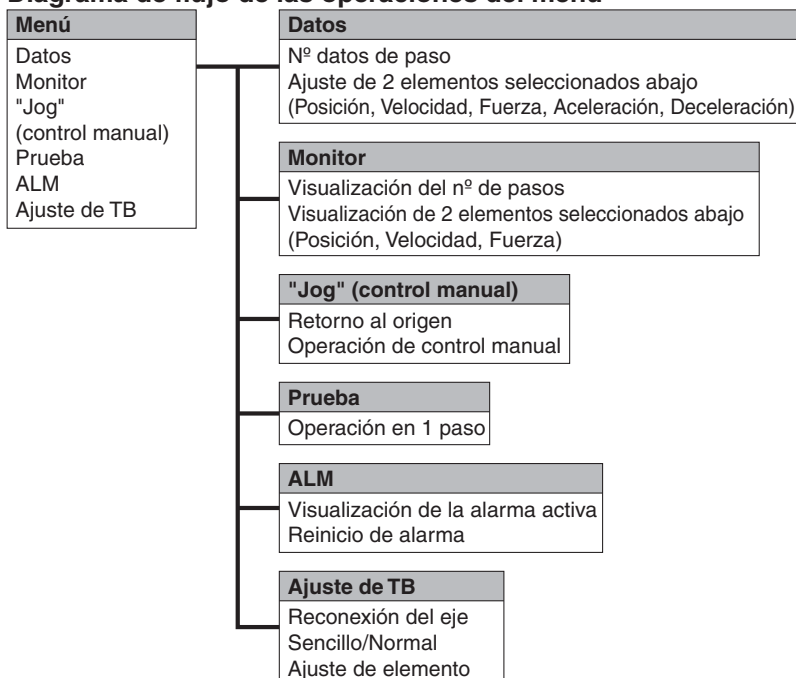 Diagrama de flujo de las operaciones del menú
Menú
Datos
Monitor
"Jog"
(control manual)
Prueba
ALM
Ajuste de TB
Datos
Nº datos de paso
Ajuste de 2 elementos seleccionados abajo
(Posición, Velocidad, Fuerza, Aceleración, Deceleración)
Monitor
Visualización del nº de pasos
Visualización de 2 elementos seleccionados abajo
(Posición, Velocidad, Fuerza)
"Jog" (control manual)
Retorno al origen
Operación de control manual
Prueba
Operación en 1 paso
ALM
Visualización de la alarma activa
Reinicio de alarma
Ajuste de TB
Reconexión del eje
Sencillo/Normal
Ajuste de elemento